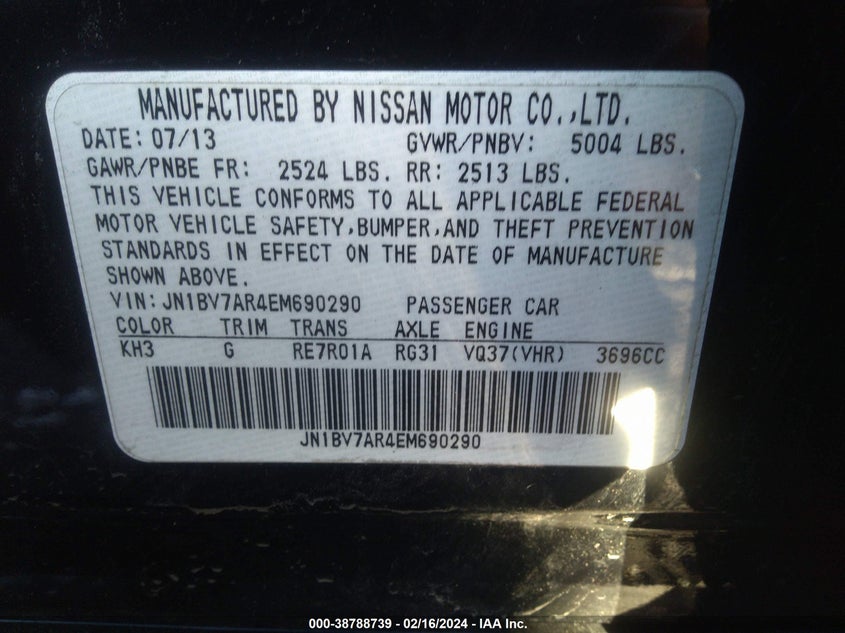 MANUFACTURED BY NISSAN MOTOR CO.,LTD.
DATE: 07/13 GVWR/PNBV: 5004 LBS.
GAWR/PNBE FR: 2524 LBS. RR: 2513 LBS.
THIS VEHICLE CONFORMS TO ALL APPLICABLE FEDERAL
MOTOR VEHICLE SAFETY,BUMPER,AND THEFT PREVENTION
STANDARDS IN EFFECT ON THE DATE OF MANUFACTURE
SHOWN ABOVE.
VIN: JN1BV7AR4EM690290 PASSENGER CAR
COLOR TRIM TRANS AXLE ENGINE
KH3 G RE7R01A RG31 VQ37(VHR) 3696CC
JN1BV7AR4EM690290
000-38788739 - 02/16/2024 - IAA Inc.